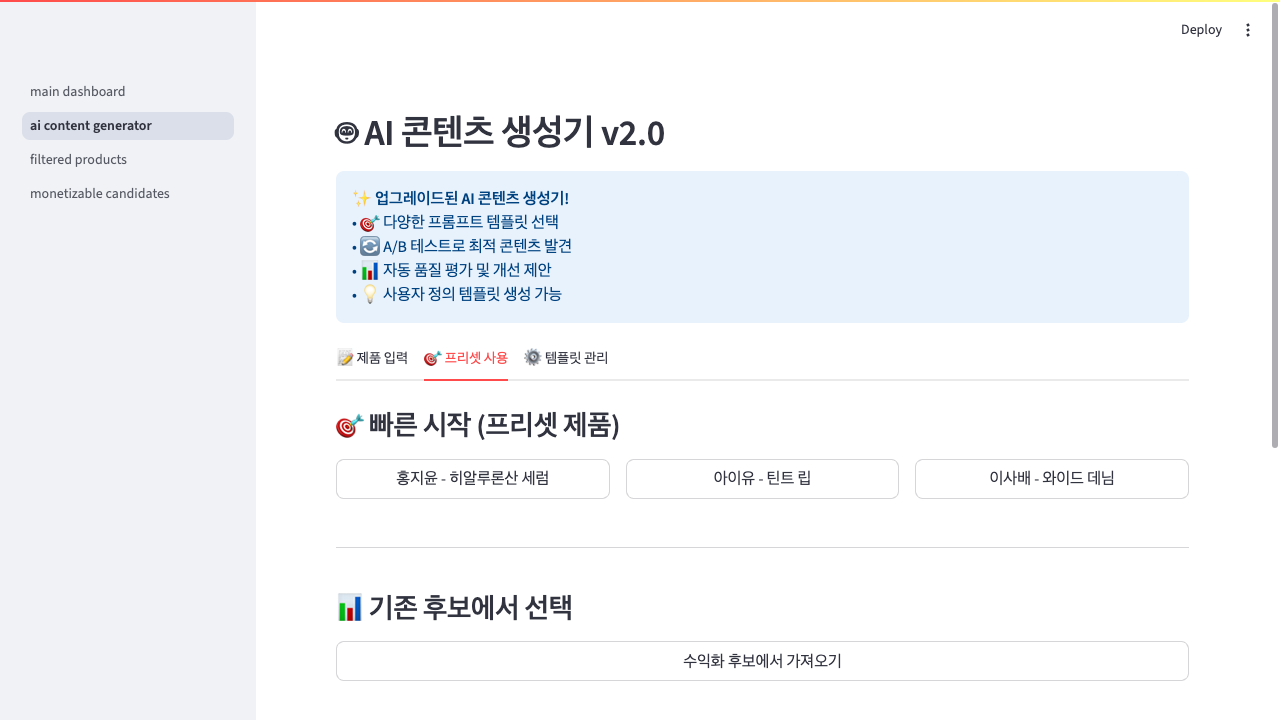 Deploy
main dashboard
ai content generator
filtered products
monetizable candidates
AI 콘텐츠 생성기 v2.0
✨ 업그레이드된 AI 콘텐츠 생성기!
• 🎯 다양한 프롬프트 템플릿 선택
• 🔄 A/B 테스트로 최적 콘텐츠 발견
• 📊 자동 품질 평가 및 개선 제안
• 💡 사용자 정의 템플릿 생성 가능
📝 제품 입력
🎯 프리셋 사용
⚙️ 템플릿 관리
🎯 빠른 시작 (프리셋 제품)
홍지윤 - 히알루론산 세럼
아이유 - 틴트 립
이사배 - 와이드 데님
📊 기존 후보에서 선택
수익화 후보에서 가져오기